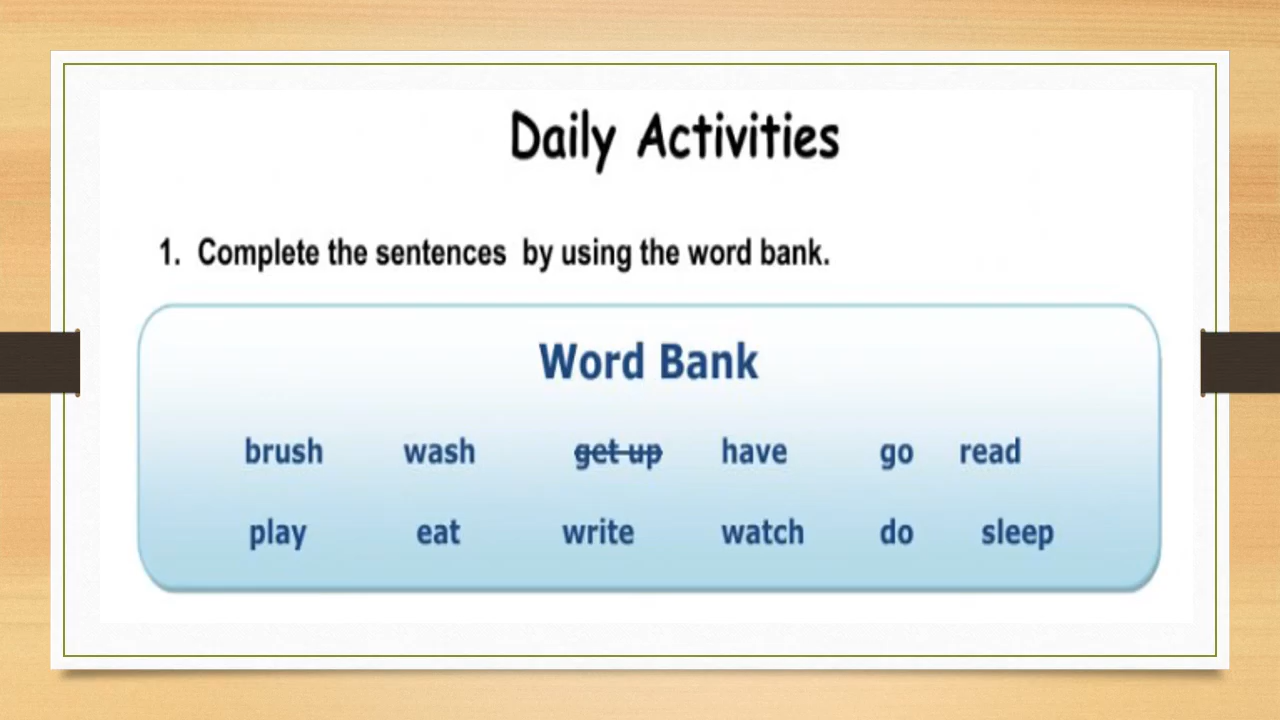 Daily Activities
1. Complete the sentences by using the word bank.
Word Bank
brush wash get up have go read
play eat write watch do sleep